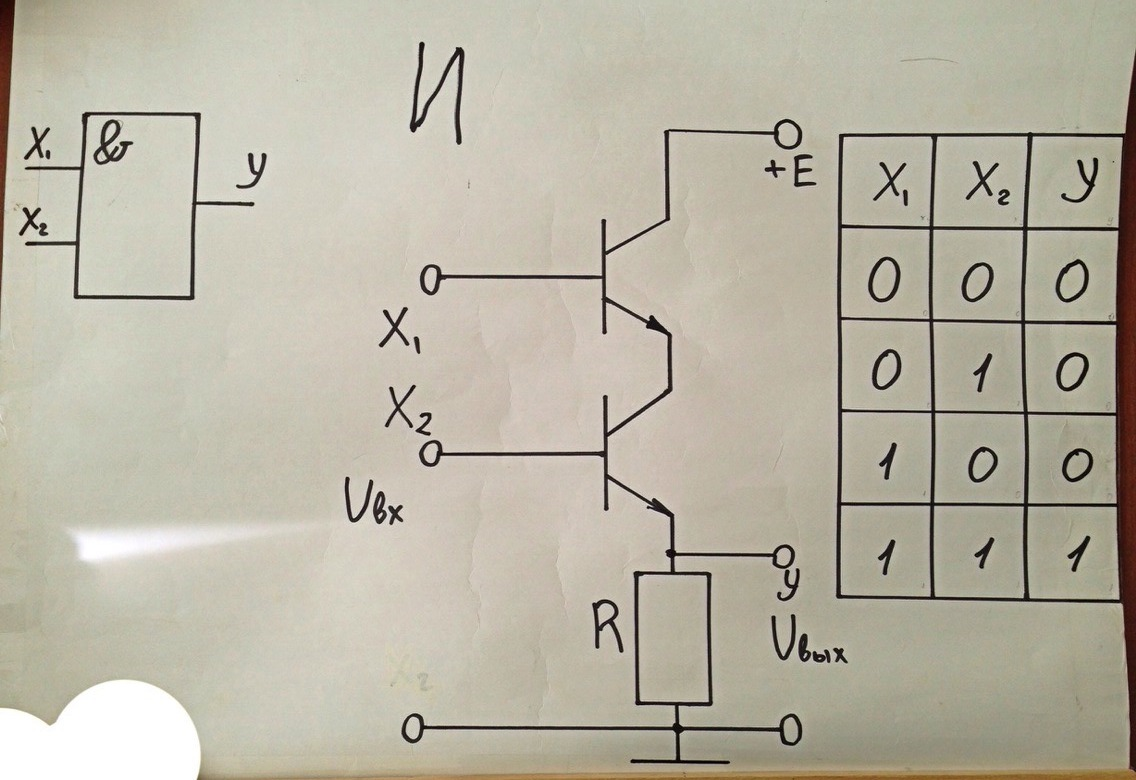 И
X₁
&
X₂
У
+E
X₁
X₂
Uвх
У
R
Uвых
X₁ X₂ У
0 0 0
0 1 0
1 0 0
1 1 1